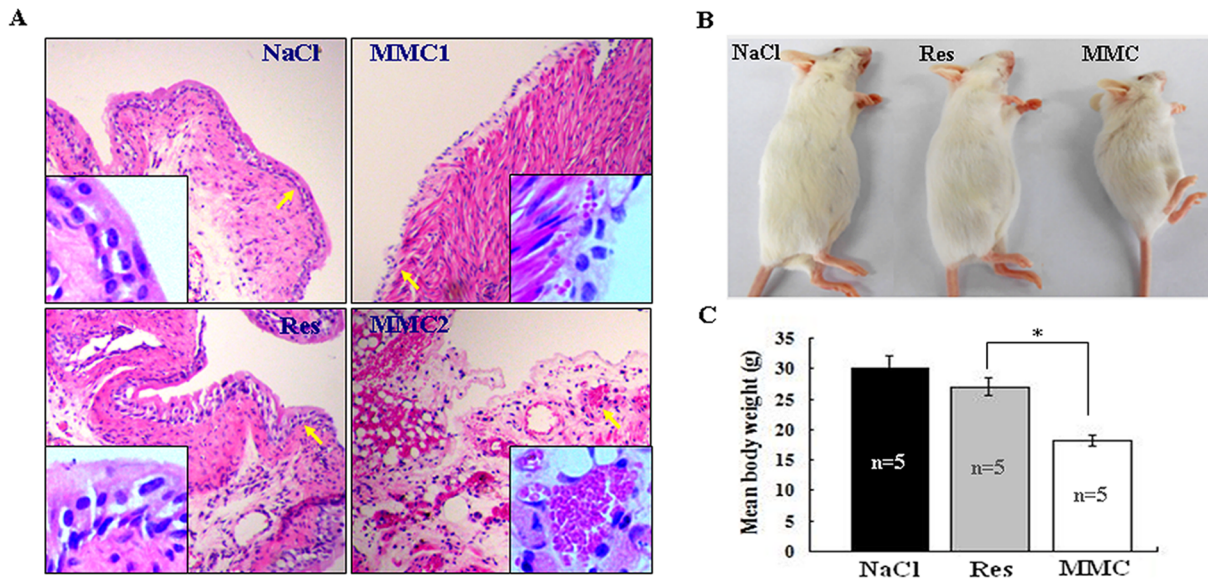 A
NaCl
MMC1
Res
MMC2
B
NaCl
Res
MMC
C
Mean body weight (g)
35
30
25
20
15
10
5
0
*
n=5
n=5
n=5
NaCl
Res
MMC